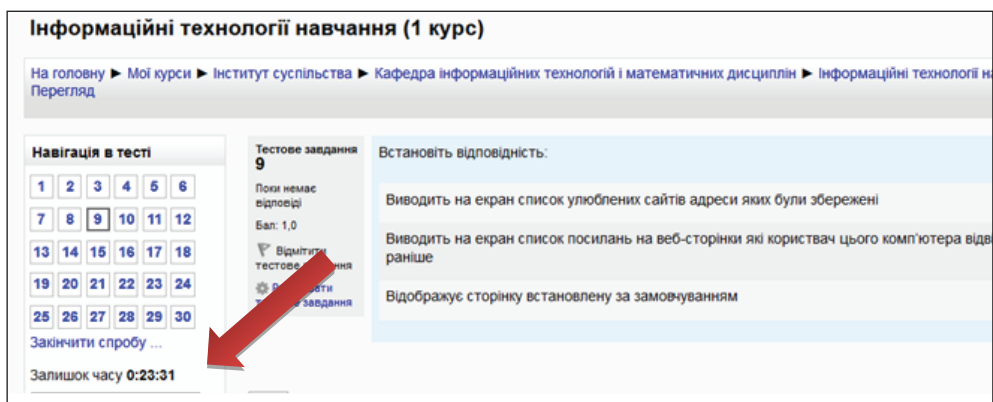 Інформаційні технології навчання (1 курс)
На головну ► Мої курси ► Інститут суспільства ► Кафедра інформаційних технологій і математичних дисциплін ► Інформаційні технології на
Перегляд
Навігація в тесті
1 2 3 4 5 6
7 8 9 10 11 12
13 14 15 16 17 18
19 20 21 22 23 24
25 26 27 28 29 30
Закінчити спробу ...
Залишок часу 0:23:31
Тестове завдання
9
Поки немає
відповіді
Бал: 1,0
Відмітити
тестове
завдання
Встановіть відповідність:
Виводить на екран список улюблених сайтів адреси яких були збережені
Виводить на екран список посилань на веб-сторінки які користвач цього комп'ютера відві
раніше
Відображує сторінку встановлену за замовчуванням